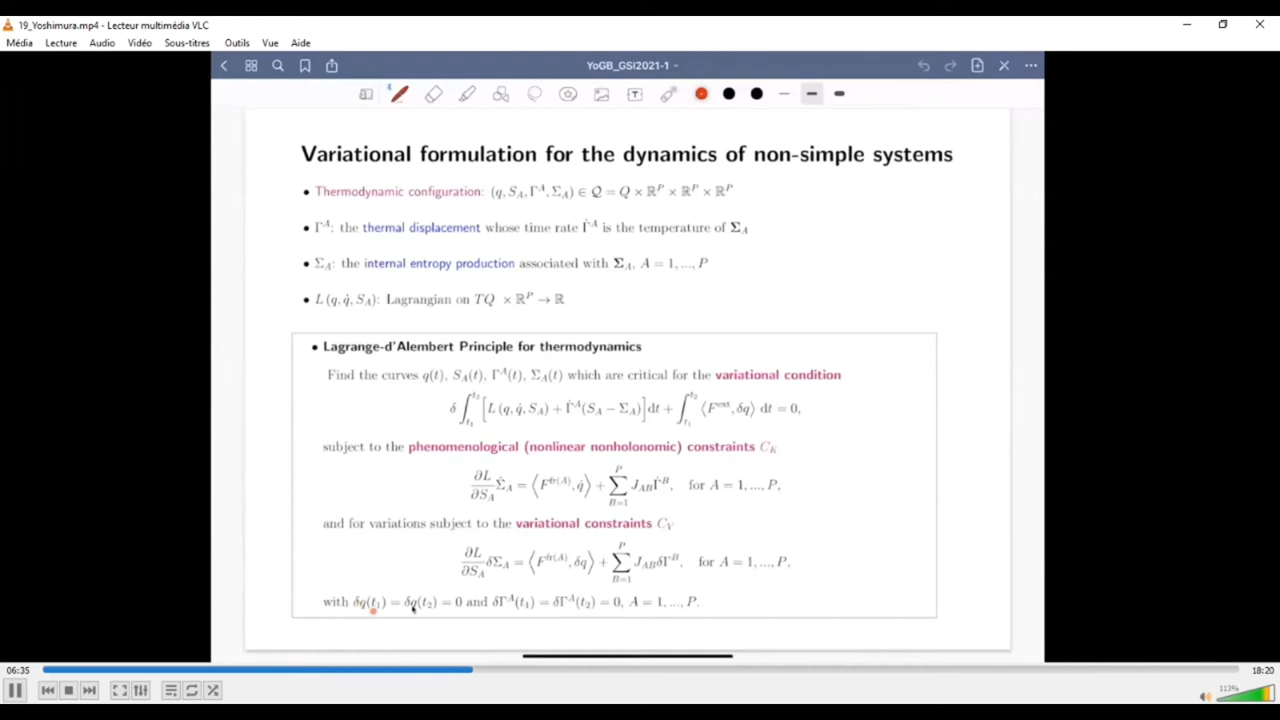 19_Yoshimura.mp4 - Lecteur multimédia VLC
Média Lecture Audio Vidéo Sous-titres Outils Vue Aide
YoGB_GSI2021-1
Variational formulation for the dynamics of non-simple systems
• Thermodynamic configuration: (q, S_A, Γ^A, Σ_A) ∈ 𝒬 = Q × ℝ^P × ℝ^P × ℝ^P
• Γ^A: the thermal displacement whose time rate Γ̇^A is the temperature of 𝚺_A
• Σ_A: the internal entropy production associated with 𝚺_A, A = 1, ..., P
• L (q, q̇, S_A): Lagrangian on TQ × ℝ^P → ℝ
• Lagrange-d'Alembert Principle for thermodynamics
Find the curves q(t), S_A(t), Γ^A(t), Σ_A(t) which are critical for the variational condition
δ ∫_{t_1}^{t_2} [L (q, q̇, S_A) + Γ̇^A(S_A − Σ_A)] dt + ∫_{t_1}^{t_2} ⟨F^{ext}, δq⟩ dt = 0,
subject to the phenomenological (nonlinear nonholonomic) constraints C_K
∂L/∂S_A Σ̇_A = ⟨F^{fr(A)}, q̇⟩ + ∑_{B=1}^{P} J_{AB} Γ̇^B, for A = 1, ..., P,
and for variations subject to the variational constraints C_V
∂L/∂S_A δΣ_A = ⟨F^{fr(A)}, δq⟩ + ∑_{B=1}^{P} J_{AB} δΓ^B, for A = 1, ..., P,
with δq(t_1) = δq(t_2) = 0 and δΓ^A(t_1) = δΓ^A(t_2) = 0, A = 1, ..., P.
06:35 18:20
113%